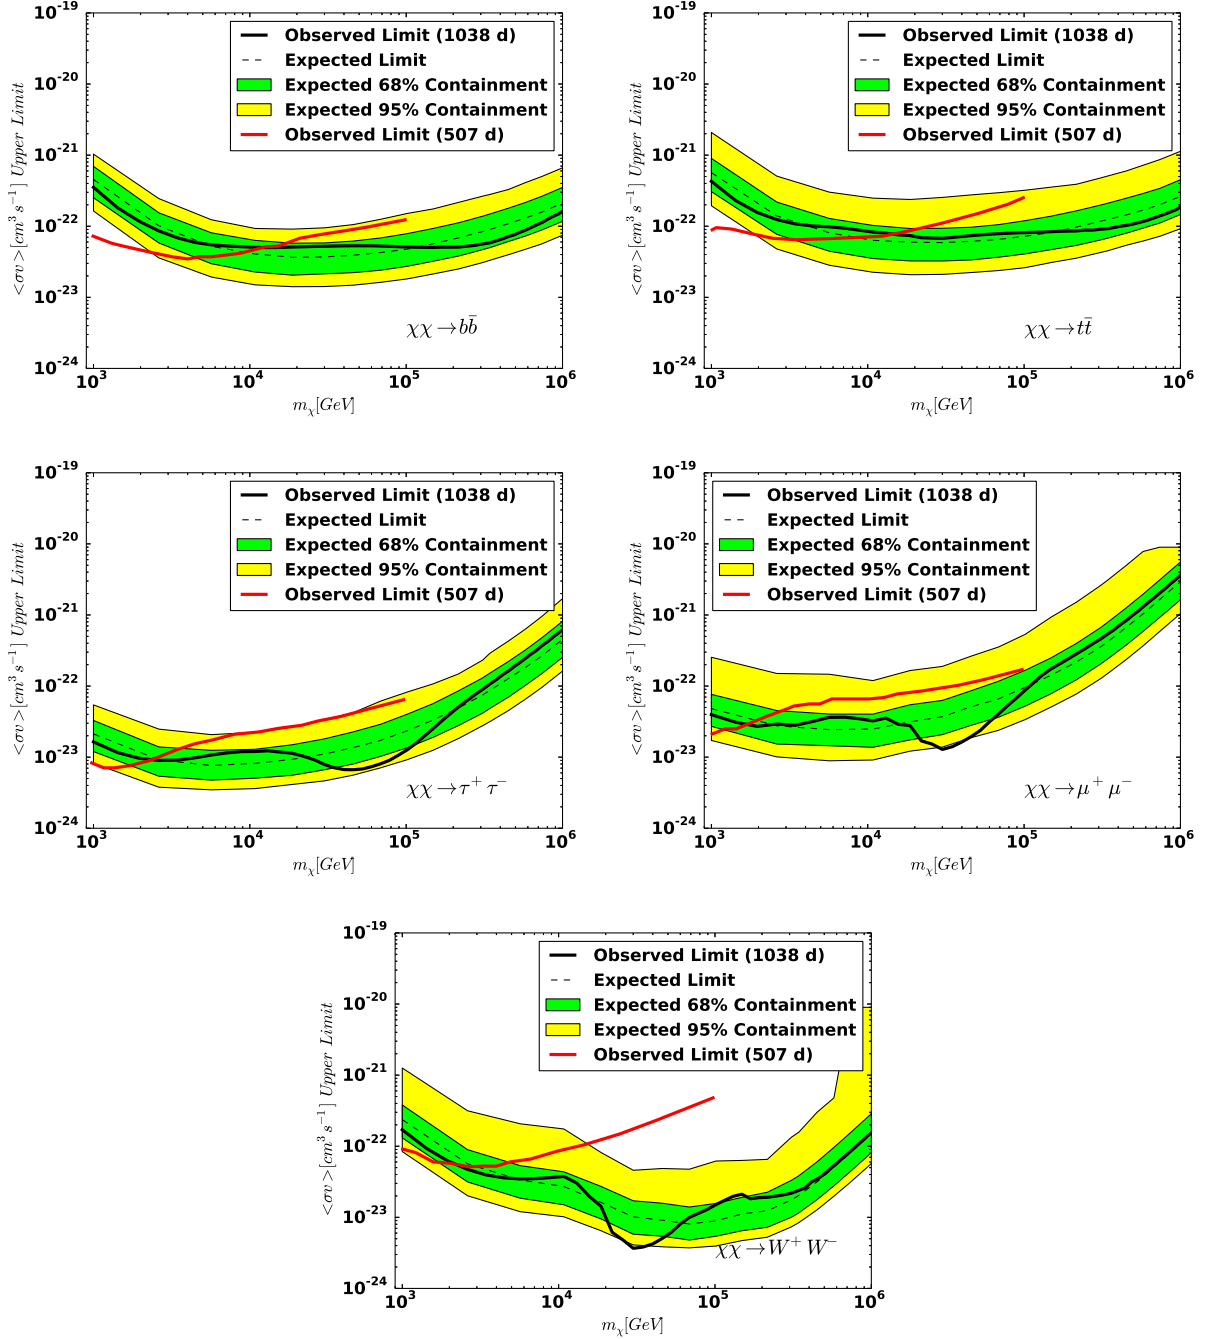 10^-19
10^-20
10^-21
10^-22
10^-23
10^-24
<σv>[cm^3 s^-1] Upper Limit
Observed Limit (1038 d)
Expected Limit
Expected 68% Containment
Expected 95% Containment
Observed Limit (507 d)
χχ→bb̄
10^3 10^4 10^5 10^6
m_χ[GeV]
10^-19
10^-20
10^-21
10^-22
10^-23
10^-24
<σv>[cm^3 s^-1] Upper Limit
Observed Limit (1038 d)
Expected Limit
Expected 68% Containment
Expected 95% Containment
Observed Limit (507 d)
χχ→tt̄
10^3 10^4 10^5 10^6
m_χ[GeV]
10^-19
10^-20
10^-21
10^-22
10^-23
10^-24
<σv>[cm^3 s^-1] Upper Limit
Observed Limit (1038 d)
Expected Limit
Expected 68% Containment
Expected 95% Containment
Observed Limit (507 d)
χχ→τ^+ τ^-
10^3 10^4 10^5 10^6
m_χ[GeV]
10^-19
10^-20
10^-21
10^-22
10^-23
10^-24
<σv>[cm^3 s^-1] Upper Limit
Observed Limit (1038 d)
Expected Limit
Expected 68% Containment
Expected 95% Containment
Observed Limit (507 d)
χχ→μ^+ μ^-
10^3 10^4 10^5 10^6
m_χ[GeV]
10^-19
10^-20
10^-21
10^-22
10^-23
10^-24
<σv>[cm^3 s^-1] Upper Limit
Observed Limit (1038 d)
Expected Limit
Expected 68% Containment
Expected 95% Containment
Observed Limit (507 d)
χχ→W^+ W^-
10^3 10^4 10^5 10^6
m_χ[GeV]